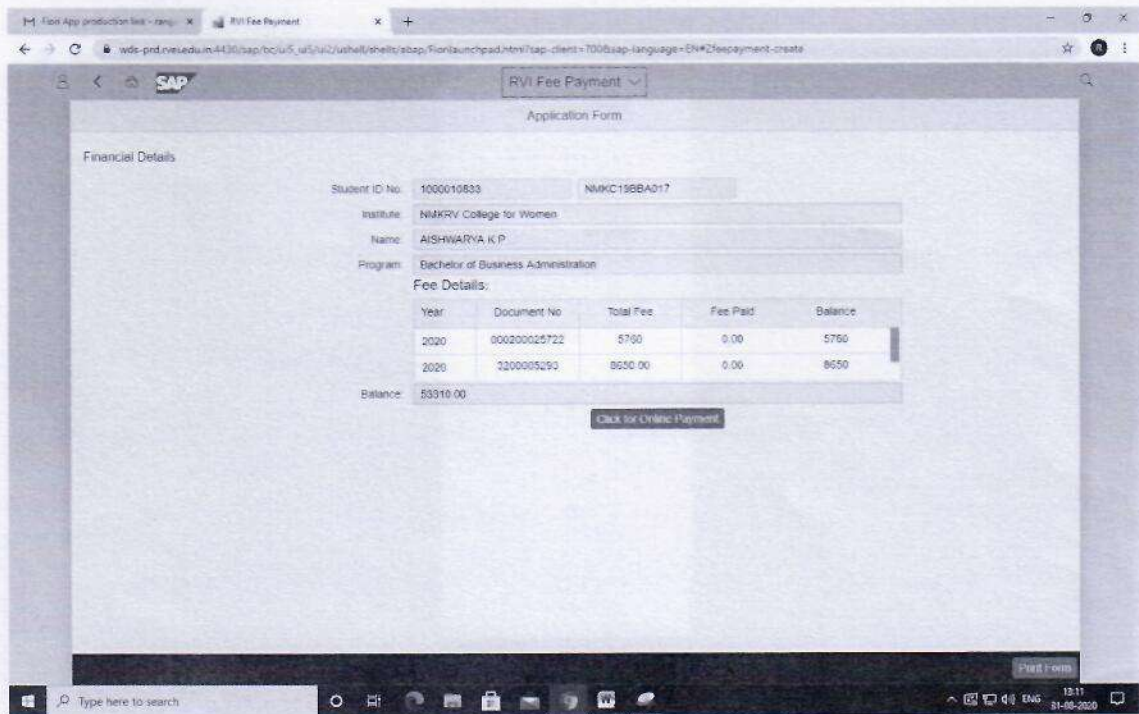 Fiori App production link - rang
RVI Fee Payment
wds-prd.rvei.edu.in:4430/sap/bc/ui5_ui5/ui2/ushell/shells/abap/Fiorilaunchpad.html?sap-client=700&sap-language=EN#Zfeepayment-create
R
SAP
RVI Fee Payment
Application Form
Financial Details
Student ID No: 1000010833 NMKC19BBA017
Institute: NMKRV College for Women
Name: AISHWARYA K P
Program: Bachelor of Business Administration
Fee Details:
Year Document No Total Fee Fee Paid Balance
2020 000200025722 5760 0.00 5760
2020 3200005293 8650.00 0.00 8650
Balance: 53310.00
Click for Online Payment
Print Form
Type here to search
ENG
13:11
31-08-2020